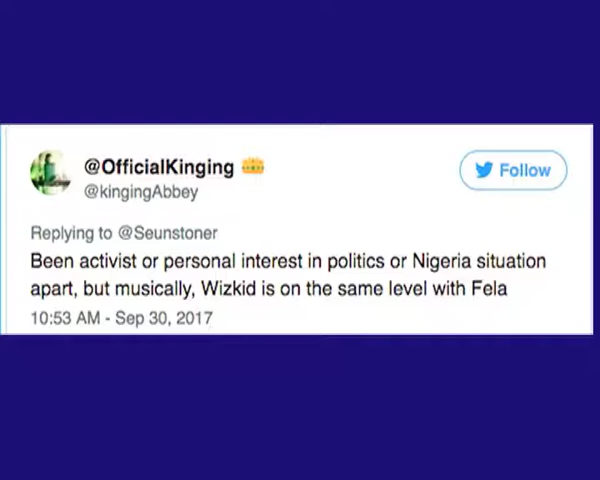 @OfficialKinging 🍔
Follow
@kingingAbbey
Replying to @Seunstoner
Been activist or personal interest in politics or Nigeria situation
apart, but musically, Wizkid is on the same level with Fela
10:53 AM - Sep 30, 2017